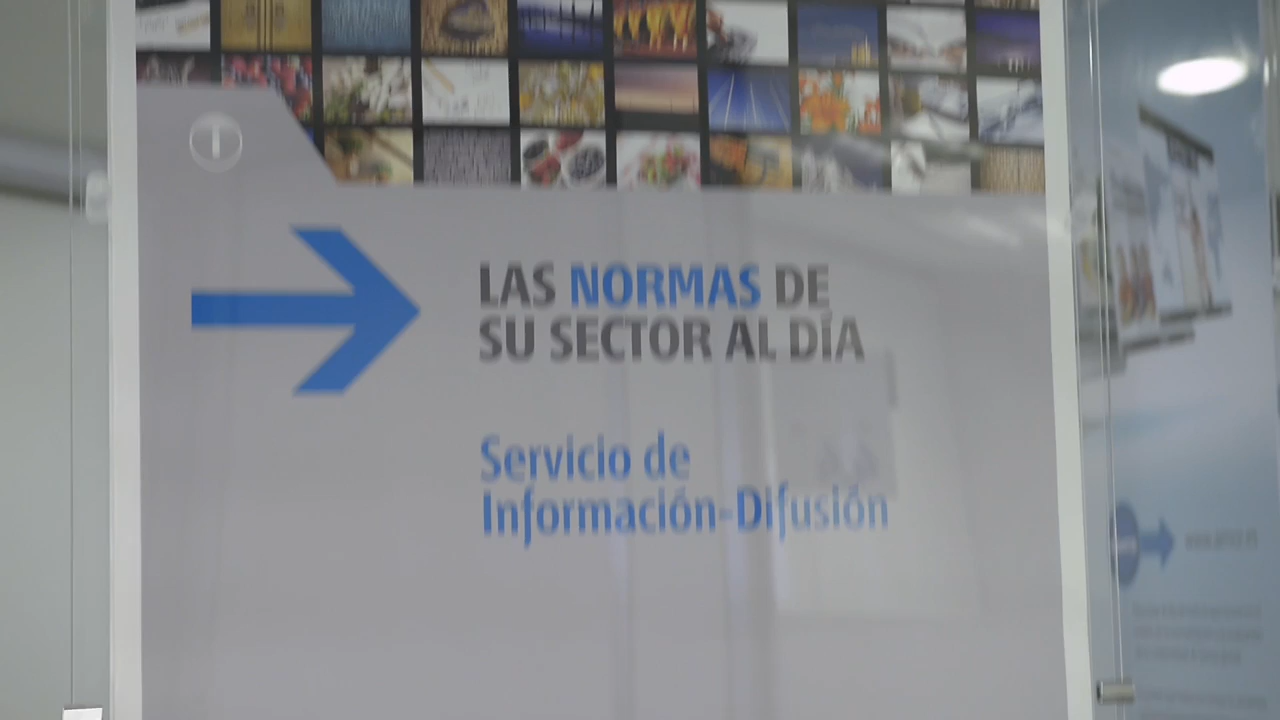 LAS NORMAS DE
SU SECTOR AL DÍA
Servicio de
Información-Difusión